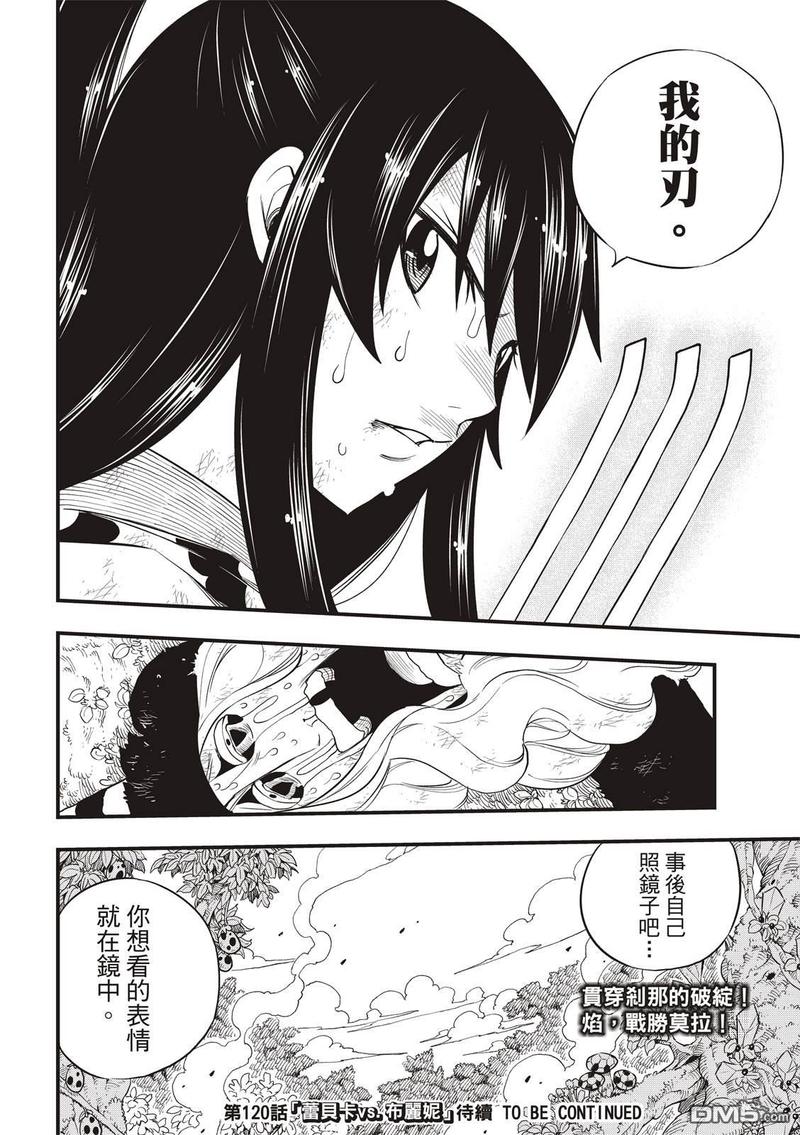 我的刃。
事後自己
照鏡子吧…
你想看的表情
就在鏡中。
貫穿剎那的破綻！
焰，戰勝莫拉！
第120話「蕾貝卡vs.布麗妮」待續 TO BE CONTINUED
DM5.com